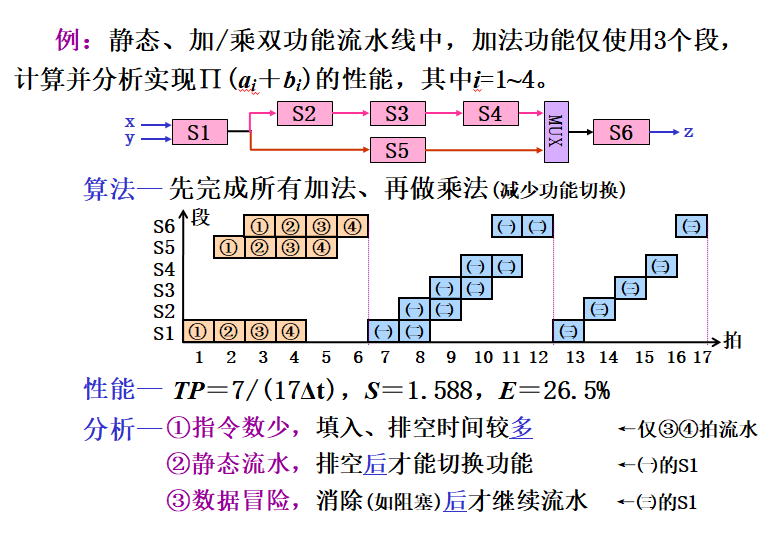 例：静态、加/乘双功能流水线中，加法功能仅使用3个段，
计算并分析实现∏(ai＋bi)的性能，其中i=1~4。
x
y
S1
S2
S3
S4
S5
MUX
S6
z
算法—先完成所有加法、再做乘法(减少功能切换)
段
S6 ① ② ③ ④ ㈠ ㈡ ㈢
S5 ① ② ③ ④
S4 ㈠ ㈡ ㈢
S3 ㈠ ㈡ ㈢
S2 ㈠ ㈡ ㈢
S1 ① ② ③ ④ ㈠ ㈡ ㈢
拍
1 2 3 4 5 6 7 8 9 10 11 12 13 14 15 16 17
性能—TP＝7/(17Δt)，S＝1.588，E＝26.5%
分析—①指令数少，填入、排空时间较多 ←仅③④拍流水
②静态流水，排空后才能切换功能 ←㈠的S1
③数据冒险，消除(如阻塞)后才继续流水 ←㈢的S1